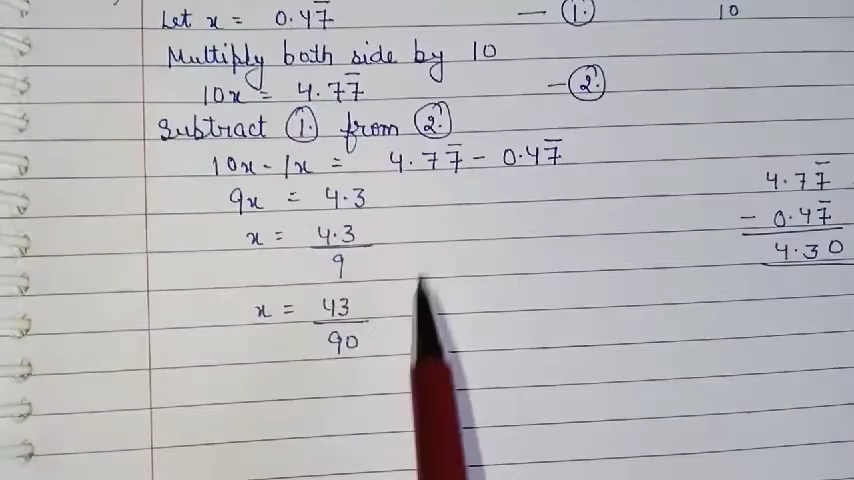 Let x = 0.47̅ — 1. 10
Multiply both side by 10
10x = 4.77̅ — 2.
Subtract 1. from 2.
10x - 1x = 4.77̅ - 0.47̅
9x = 4.3
x = 4.3/9
x = 43/90
4.77̅
- 0.47̅
4.30